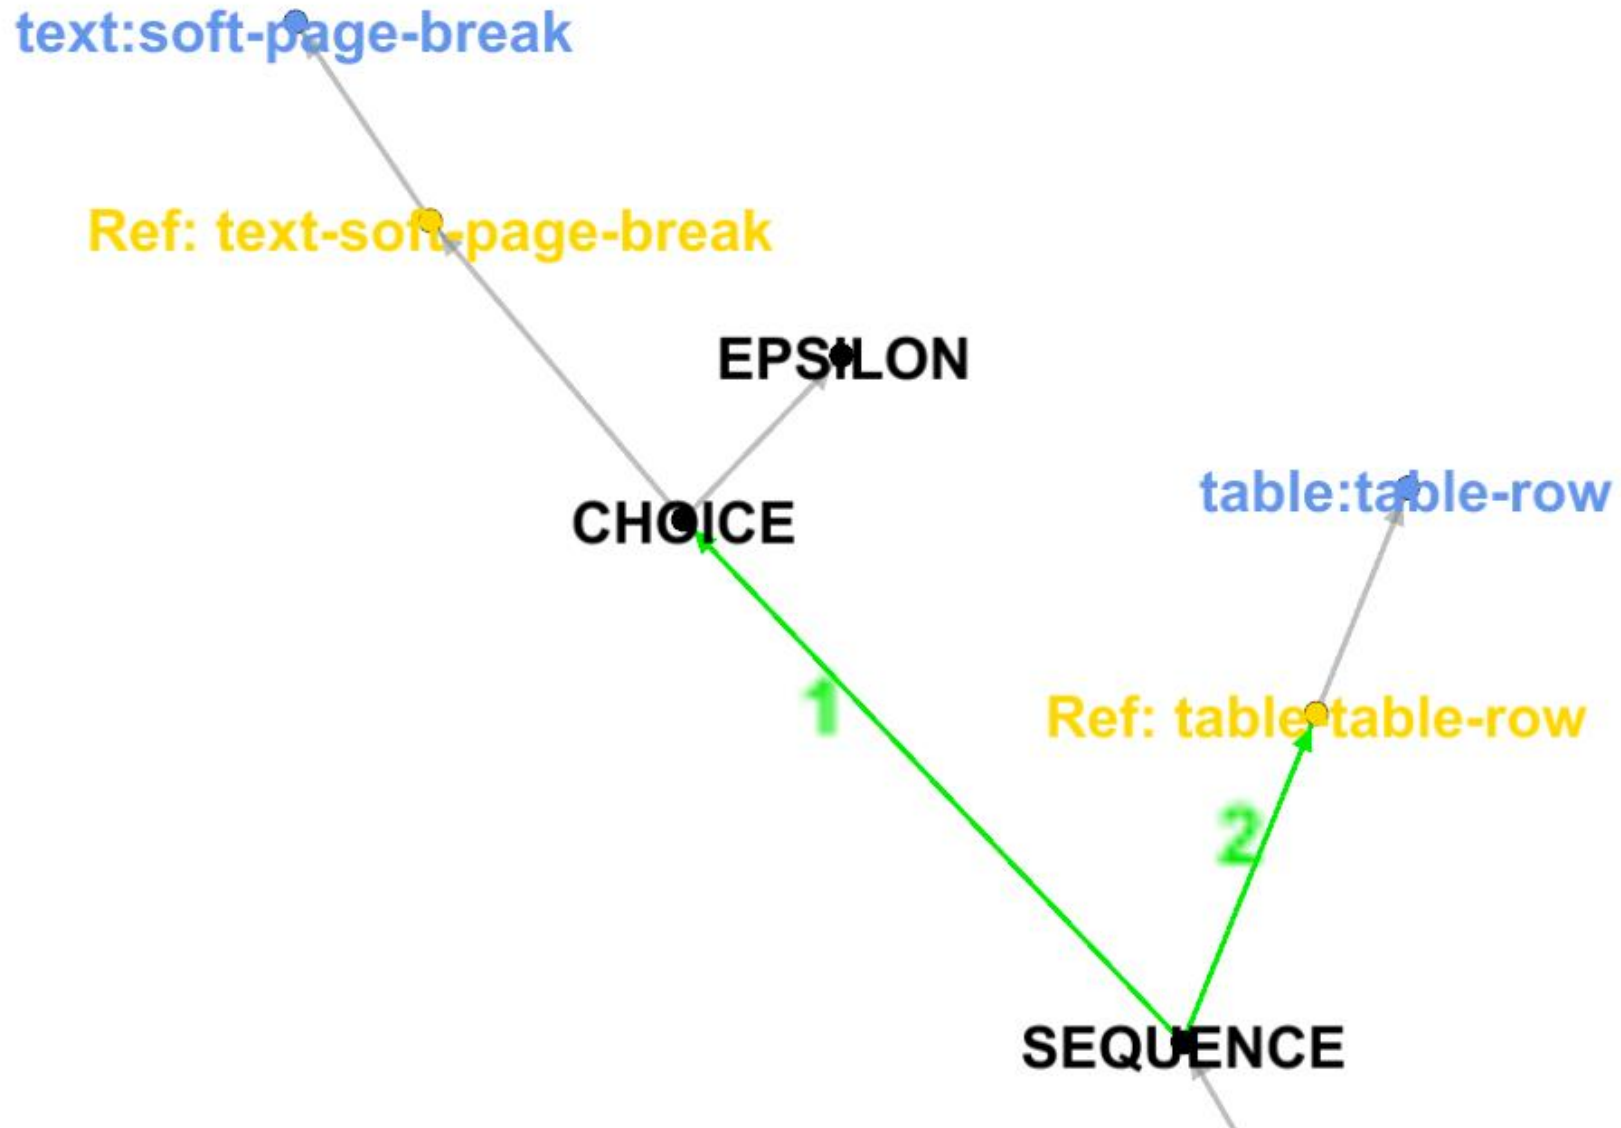 text:soft-page-break
Ref: text-soft-page-break
EPSILON
table:table-row
CHOICE
1
Ref: table-table-row
2
SEQUENCE